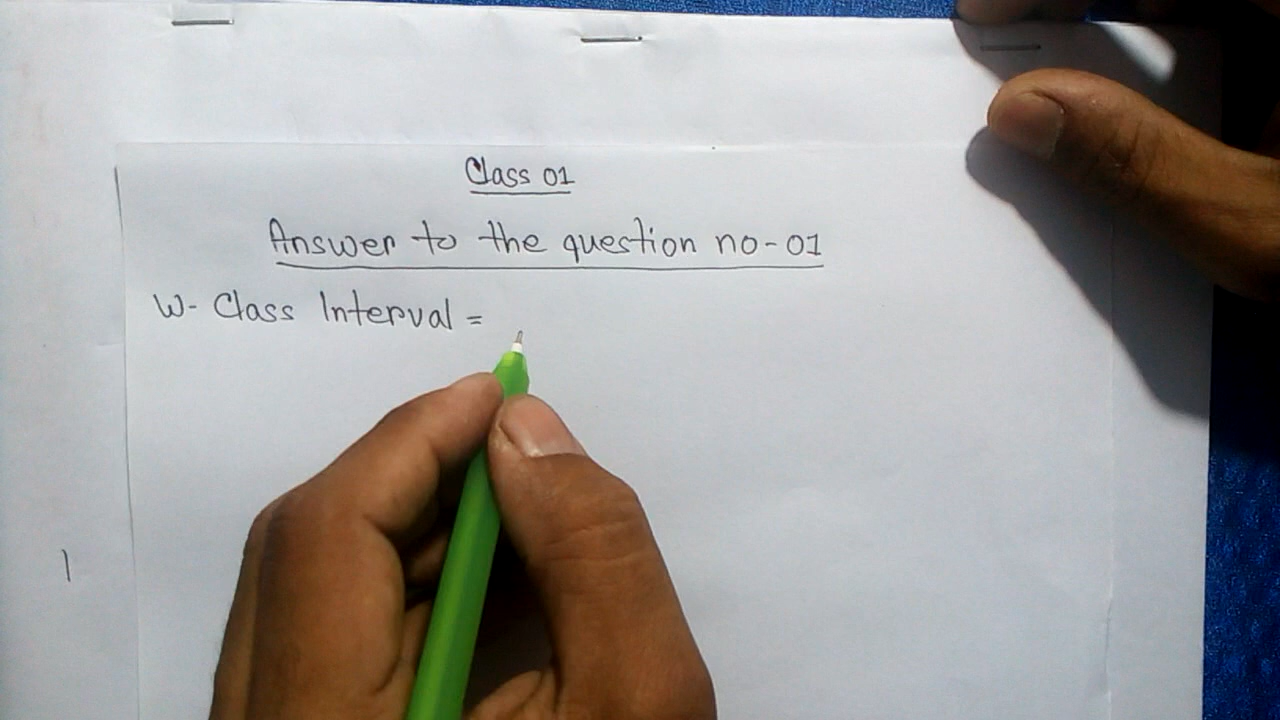 Class 01
Answer to the question no-01
W- Class Interval =